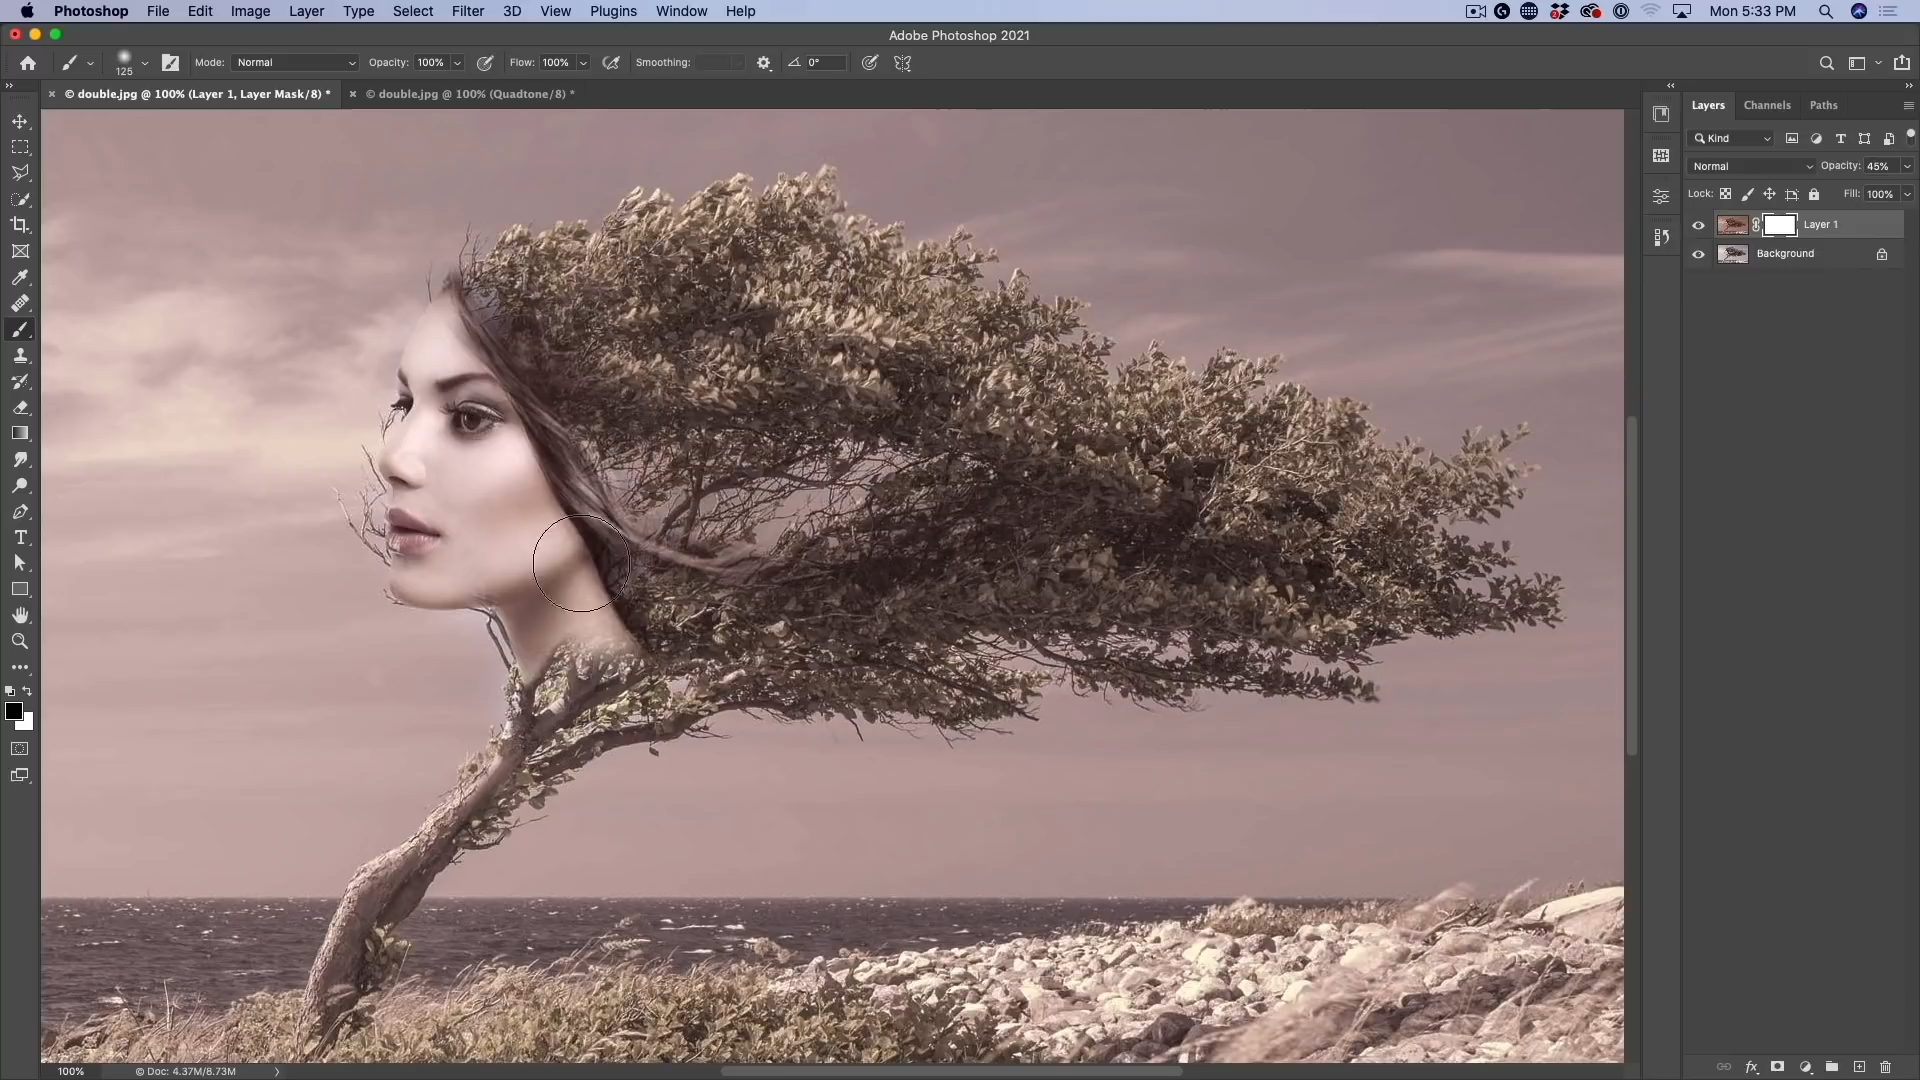 Photoshop File Edit Image Layer Type Select Filter 3D View Plugins Window Help Mon 5:33 PM
Adobe Photoshop 2021
125 Mode: Normal Opacity: 100% Flow: 100% Smoothing: 0°
× © double.jpg @ 100% (Layer 1, Layer Mask/8) * × © double.jpg @ 100% (Quadtone/8) *
Layers Channels Paths
Kind
Normal Opacity: 45%
Lock: Fill: 100%
Layer 1
Background
100% © Doc: 4.37M/8.73M